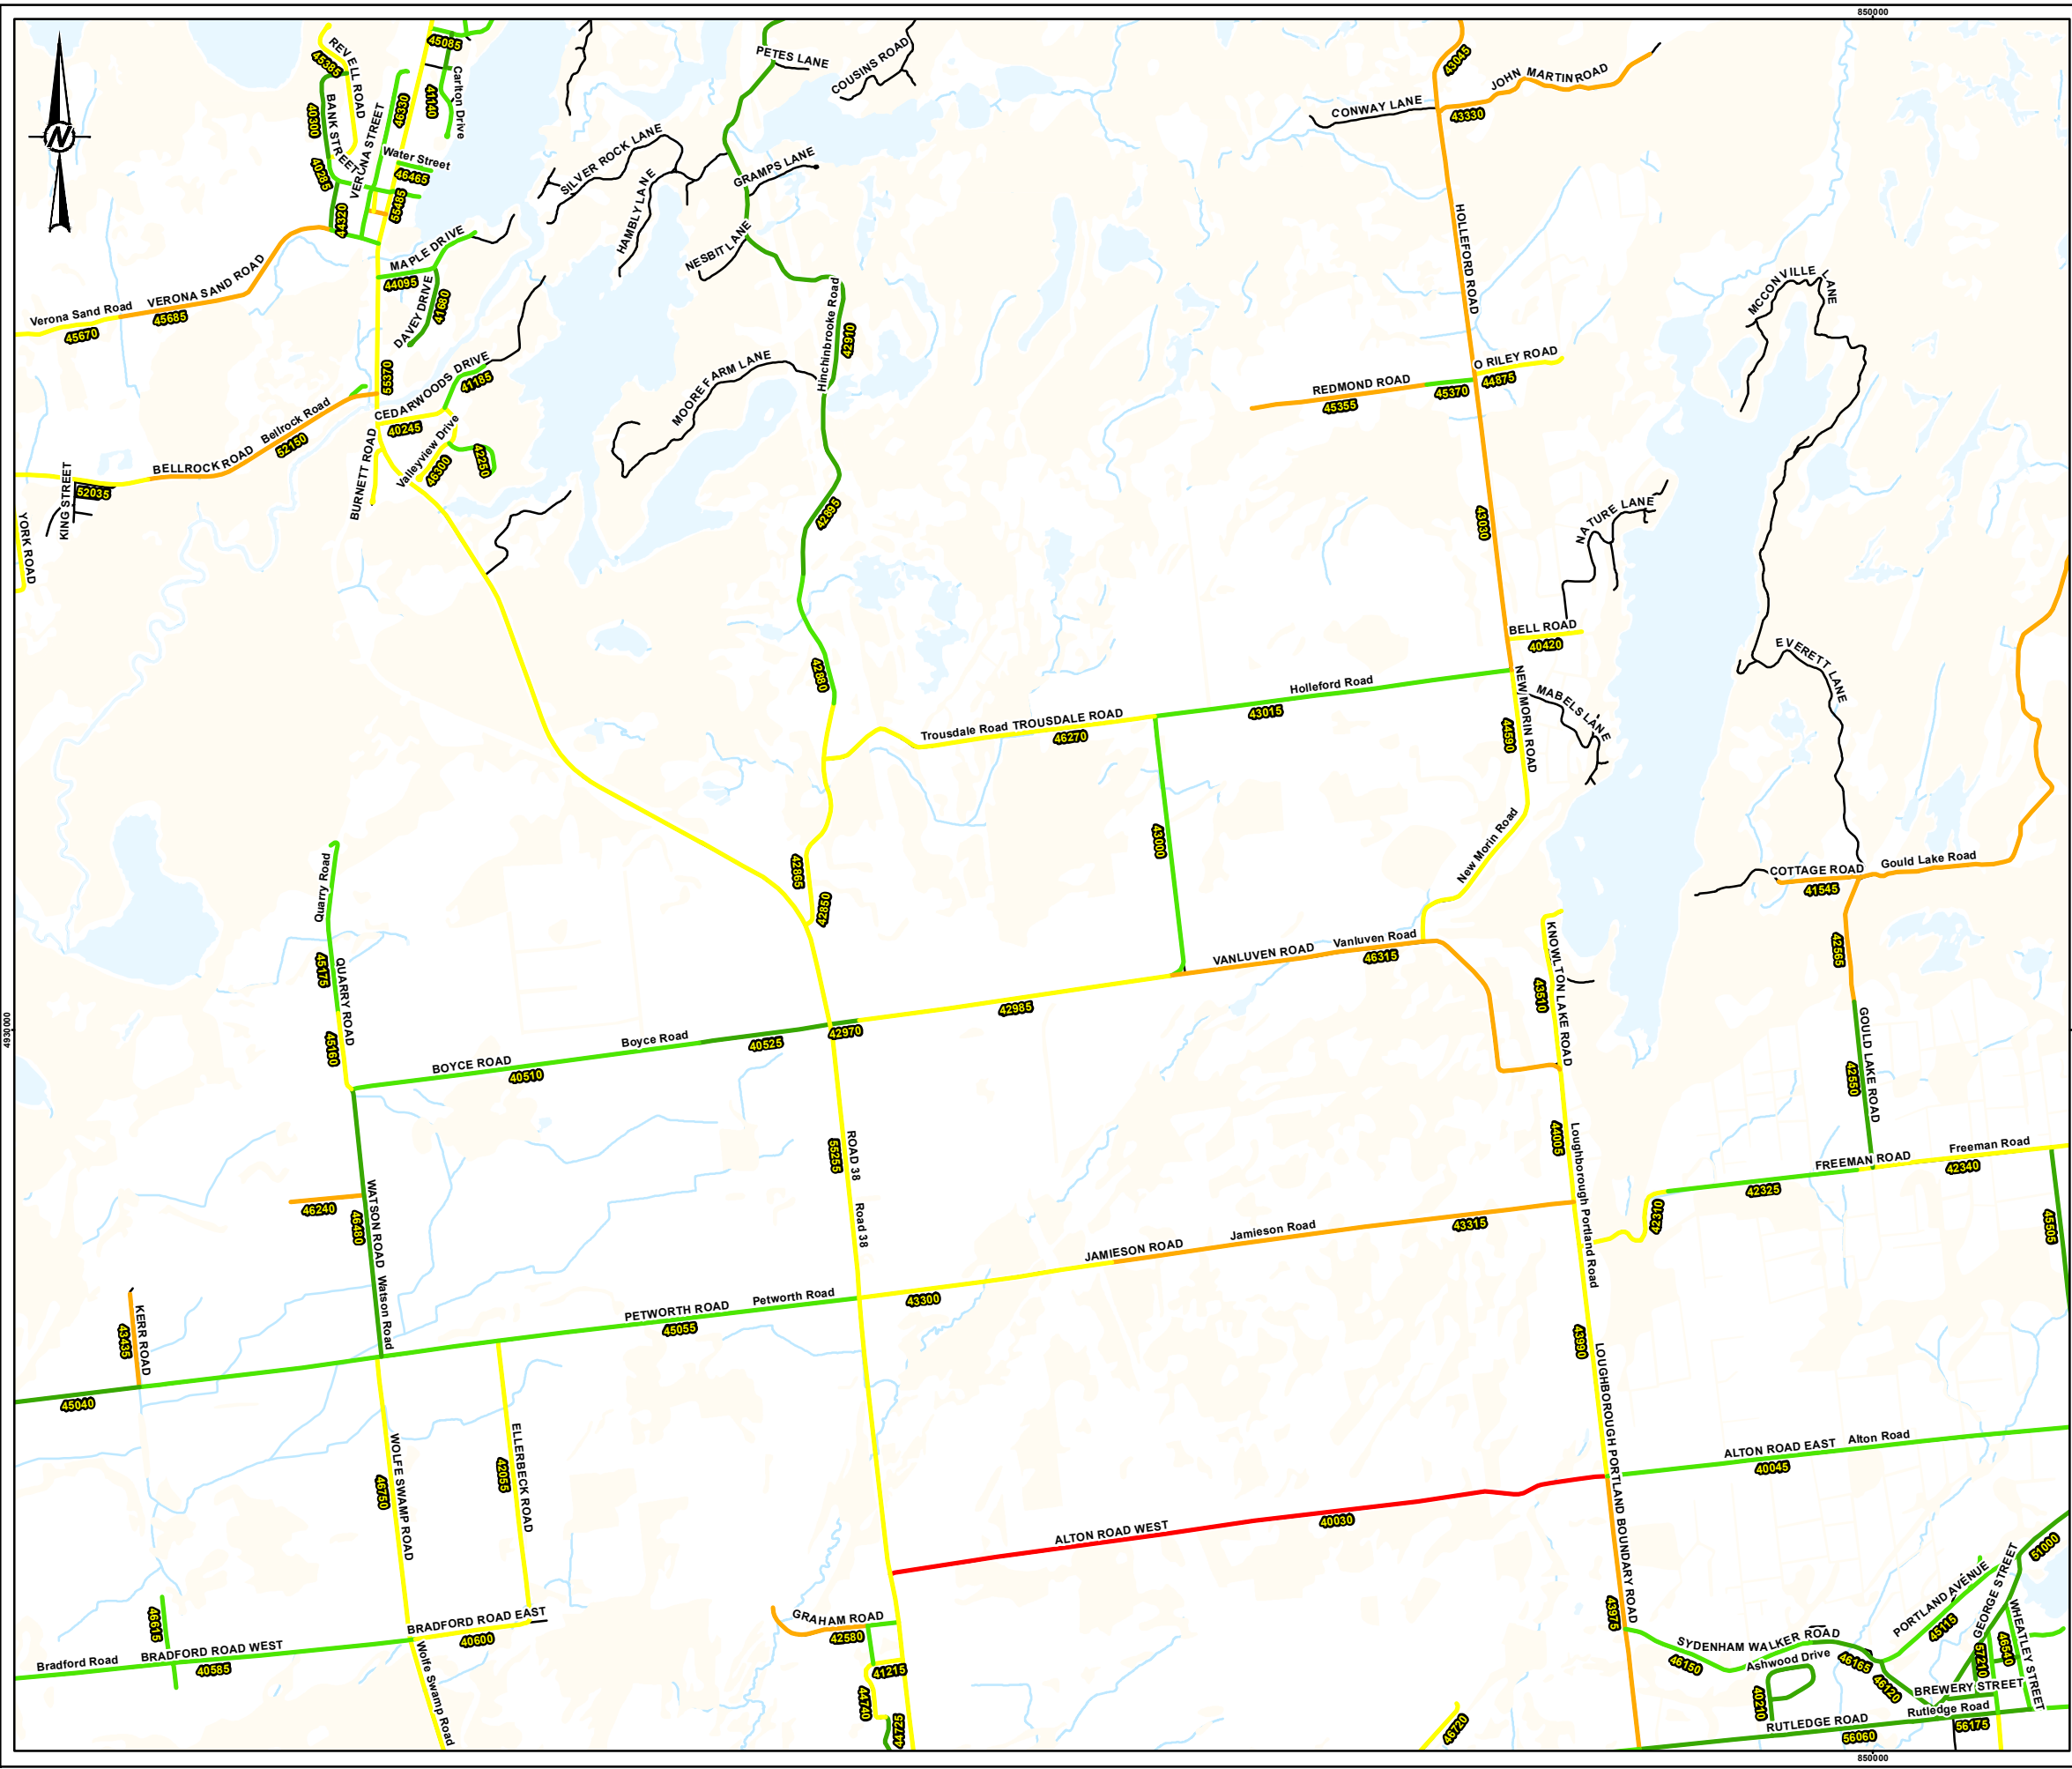 850000
N
REVELL ROAD
45385
45085
Carlton Drive
41140
46330
40300
BANK STREET
VERONA STREET
Water Street
46465
40285
55485
44320
PETES LANE
COUSINS ROAD
43045
JOHN MARTINROAD
CONWAY LANE
43330
SILVER ROCK LANE
HAMBLY LANE
GRAMPS LANE
NESBIT LANE
HOLLEFORD ROAD
MAPLE DRIVE
44095
DAVEY DRIVE
41680
VERONA SAND ROAD
Verona Sand Road
45685
45670
MCCONVILLE LANE
Hinchinbrooke Road
42910
MOORE FARM LANE
55370
CEDARWOODS DRIVE
41185
40245
Valleyview Drive
46300
42250
Bellrock Road
52150
BELLROCK ROAD
BURNETT ROAD
KING STREET
52035
YORK ROAD
O RILEY ROAD
44875
REDMOND ROAD
45355
45370
42895
43030
NATURE LANE
BELL ROAD
40420
42880
Holleford Road
43015
Trousdale Road TROUSDALE ROAD
46270
NEW MORIN ROAD
44590
MABELS LANE
EVERETT LANE
43000
New Morin Road
42865
42850
Quarry Road
45175
QUARRY ROAD
45160
COTTAGE ROAD
Gould Lake Road
41545
42565
VANLUVEN ROAD
Vanluven Road
46315
KNOWLTON LAKE ROAD
43510
4930000
42985
42970
Boyce Road
40525
BOYCE ROAD
40510
GOULD LAKE ROAD
42550
ROAD 38
55255
Road 38
44005
Loughborough Portland Road
FREEMAN ROAD
Freeman Road
42325
42340
42310
45505
WATSON ROAD
46240
46480
Watson Road
JAMIESON ROAD
Jamieson Road
43315
43300
PETWORTH ROAD
Petworth Road
45055
KERR ROAD
43435
45040
43990
LOUGHBOROUGH PORTLAND BOUNDARY ROAD
WOLFE SWAMP ROAD
46750
ELLERBECK ROAD
42055
ALTON ROAD EAST
Alton Road
40045
ALTON ROAD WEST
40030
51000
46615
Bradford Road
BRADFORD ROAD WEST
40585
BRADFORD ROAD EAST
40600
Wolfe Swamp Road
GRAHAM ROAD
42580
41215
44740
44725
46720
43975
SYDENHAM WALKER ROAD
46150
Ashwood Drive
46165
46120
40210
PORTLAND AVENUE
45115
GEORGE STREET
57210
46540
WHEATLEY STREET
BREWERY STREET
RUTLEDGE ROAD
Rutledge Road
56060
56175
850000